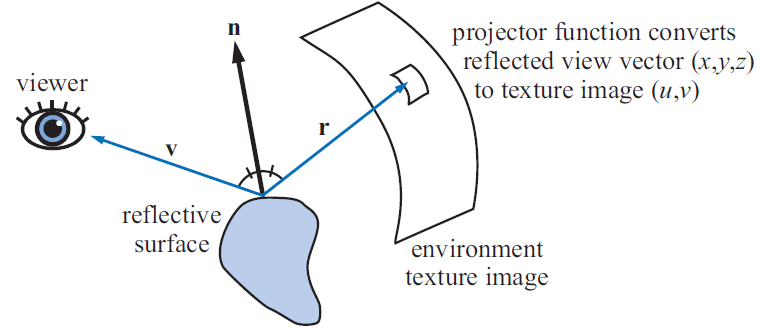 n
projector function converts
reflected view vector (x,y,z)
to texture image (u,v)
viewer
v
r
reflective
surface
environment
texture image